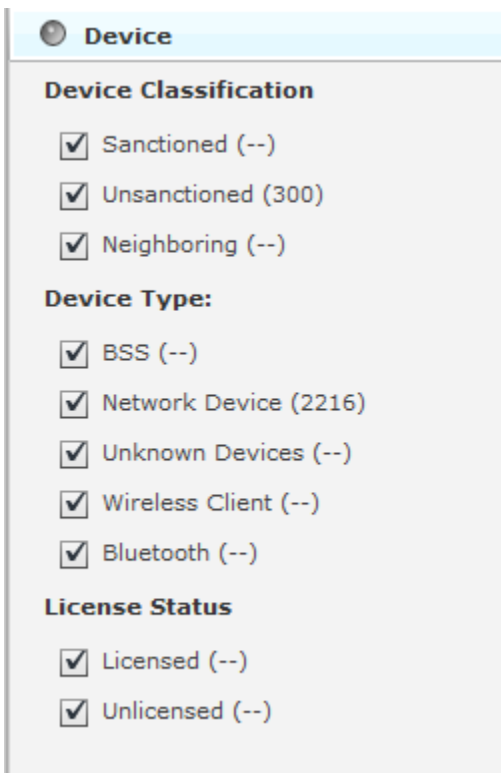 Device
Device Classification
Sanctioned (--)
Unsanctioned (300)
Neighboring (--)
Device Type:
BSS (--)
Network Device (2216)
Unknown Devices (--)
Wireless Client (--)
Bluetooth (--)
License Status
Licensed (--)
Unlicensed (--)